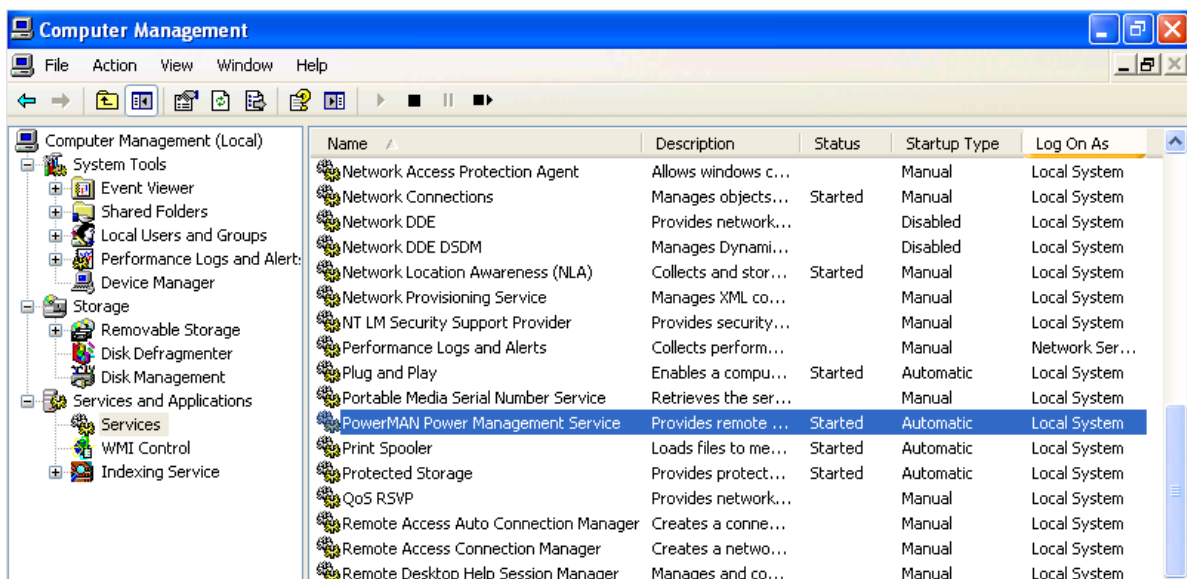 Computer Management
File Action View Window Help
Computer Management (Local)
System Tools
Event Viewer
Shared Folders
Local Users and Groups
Performance Logs and Alert
Device Manager
Storage
Removable Storage
Disk Defragmenter
Disk Management
Services and Applications
Services
WMI Control
Indexing Service
Name Description Status Startup Type Log On As
Network Access Protection Agent Allows windows c... Manual Local System
Network Connections Manages objects... Started Manual Local System
Network DDE Provides network... Disabled Local System
Network DDE DSDM Manages Dynami... Disabled Local System
Network Location Awareness (NLA) Collects and stor... Started Manual Local System
Network Provisioning Service Manages XML co... Manual Local System
NT LM Security Support Provider Provides security... Manual Local System
Performance Logs and Alerts Collects perform... Manual Network Ser...
Plug and Play Enables a compu... Started Automatic Local System
Portable Media Serial Number Service Retrieves the ser... Manual Local System
PowerMAN Power Management Service Provides remote ... Started Automatic Local System
Print Spooler Loads files to me... Started Automatic Local System
Protected Storage Provides protect... Started Automatic Local System
QoS RSVP Provides network... Manual Local System
Remote Access Auto Connection Manager Creates a conne... Manual Local System
Remote Access Connection Manager Creates a netwo... Manual Local System
Remote Desktop Help Session Manager Manages and co... Manual Local System